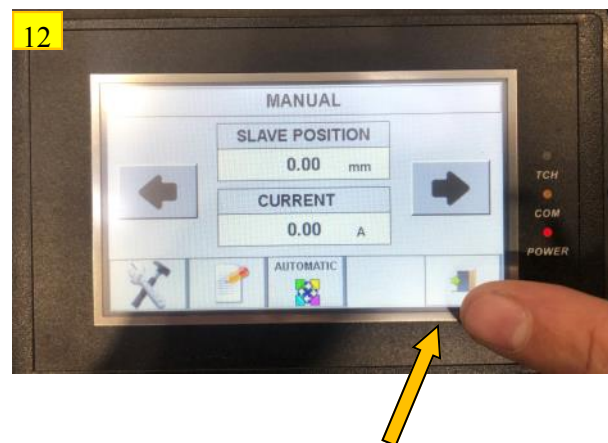 12
MANUAL
SLAVE POSITION
0.00 mm
CURRENT
0.00 A
TCH
COM
POWER
AUTOMATIC